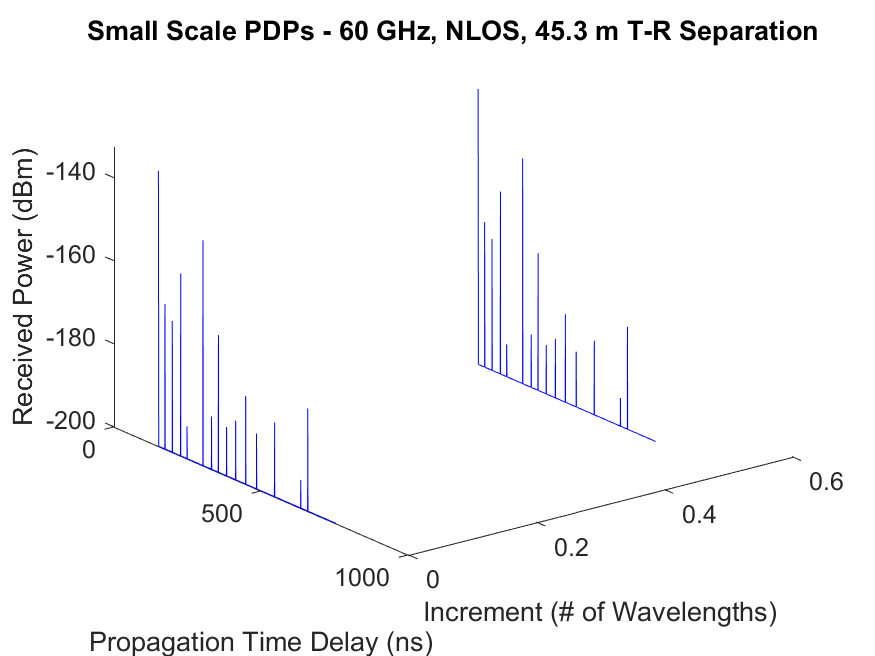 Small Scale PDPs - 60 GHz, NLOS, 45.3 m T-R Separation
Received Power (dBm)
-140
-160
-180
-200
0
500
1000
0
0.2
0.4
0.6
Increment (# of Wavelengths)
Propagation Time Delay (ns)